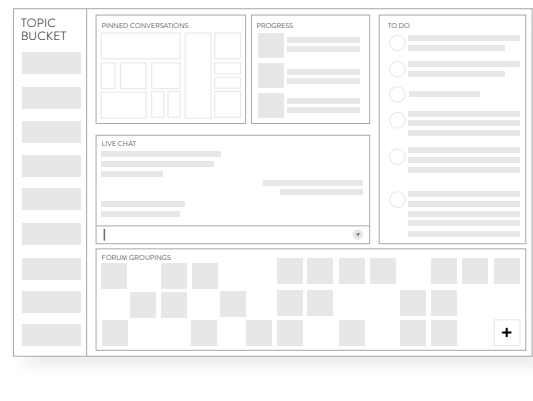 TOPIC
BUCKET
PINNED CONVERSATIONS
PROGRESS
TO DO
LIVE CHAT
FORUM GROUPINGS
+